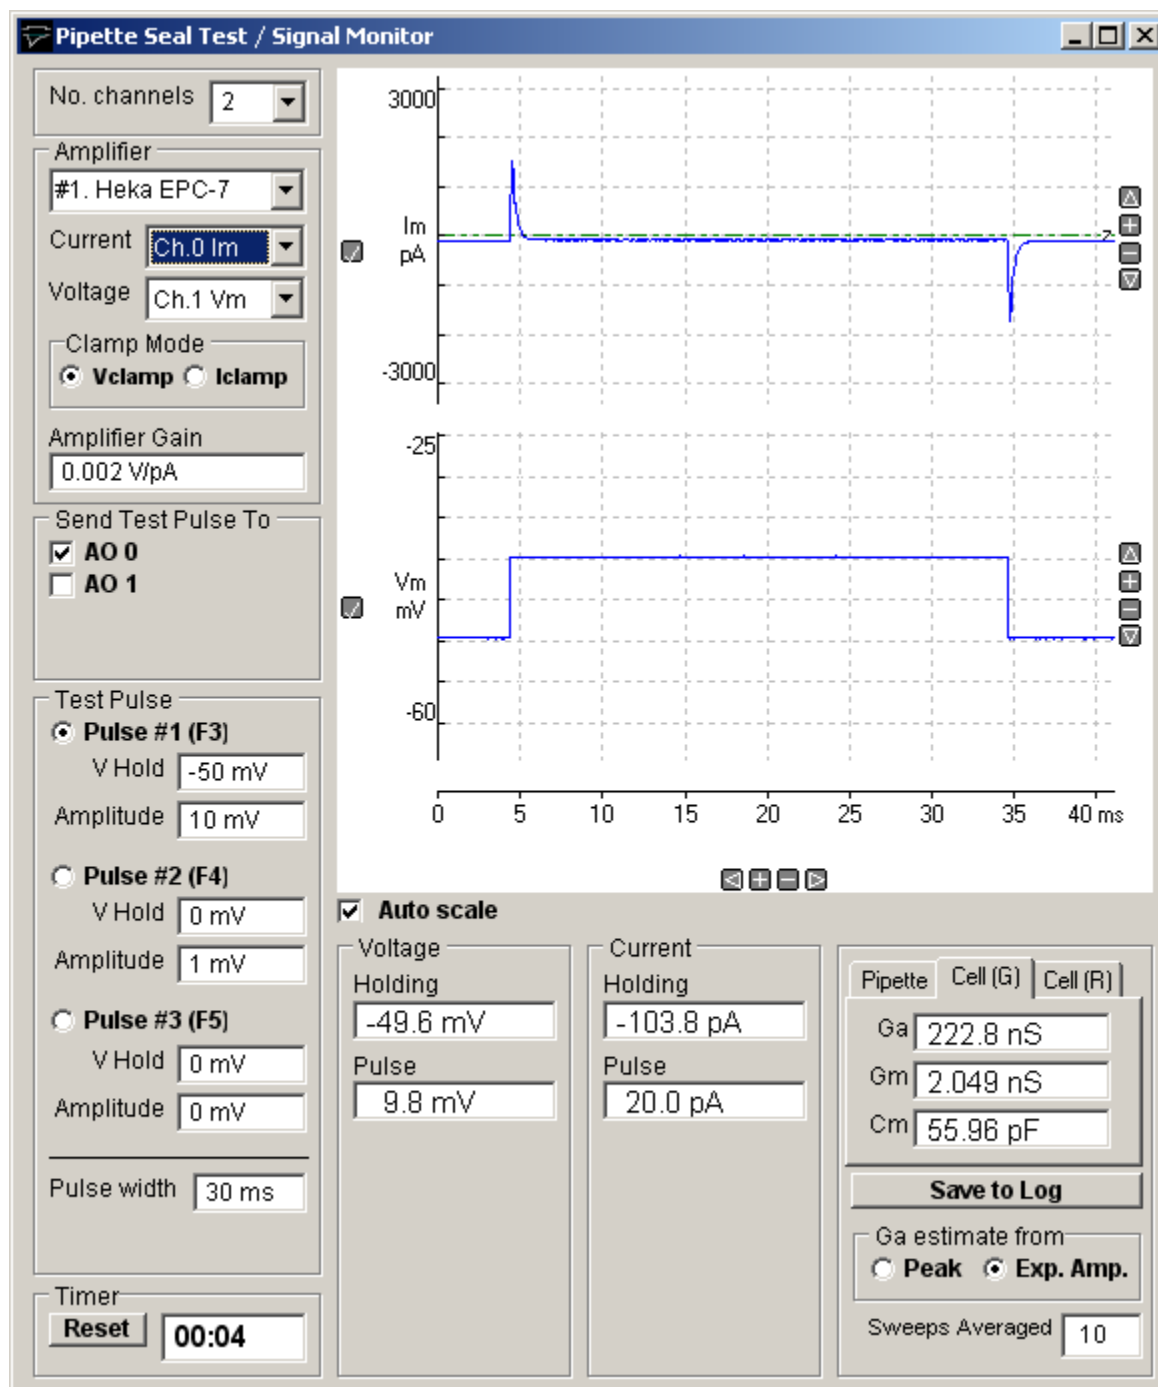 Pipette Seal Test / Signal Monitor
No. channels 2
Amplifier
#1. Heka EPC-7
Current Ch.0 Im
Voltage Ch.1 Vm
Clamp Mode
Vclamp Iclamp
Amplifier Gain
0.002 V/pA
Send Test Pulse To
AO 0
AO 1
Test Pulse
Pulse #1 (F3)
V Hold -50 mV
Amplitude 10 mV
Pulse #2 (F4)
V Hold 0 mV
Amplitude 1 mV
Pulse #3 (F5)
V Hold 0 mV
Amplitude 0 mV
Pulse width 30 ms
Timer
Reset 00:04
3000
Im
pA
z
-3000
-25
Vm
mV
-60
0 5 10 15 20 25 30 35 40 ms
Auto scale
Voltage
Holding
-49.6 mV
Pulse
9.8 mV
Current
Holding
-103.8 pA
Pulse
20.0 pA
Pipette Cell (G) Cell (R)
Ga 222.8 nS
Gm 2.049 nS
Cm 55.96 pF
Save to Log
Ga estimate from
Peak Exp. Amp.
Sweeps Averaged 10